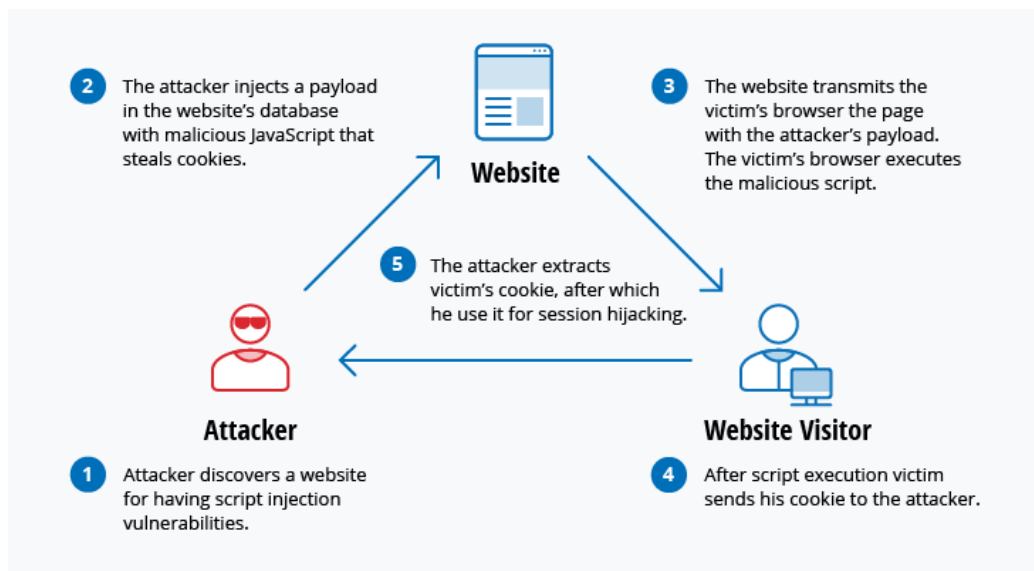 2
The attacker injects a payload
in the website's database
with malicious JavaScript that
steals cookies.
Website
3
The website transmits the
victim's browser the page
with the attacker's payload.
The victim's browser executes
the malicious script.
5
The attacker extracts
victim's cookie, after which
he use it for session hijacking.
Attacker
1
Attacker discovers a website
for having script injection
vulnerabilities.
Website Visitor
4
After script execution victim
sends his cookie to the attacker.